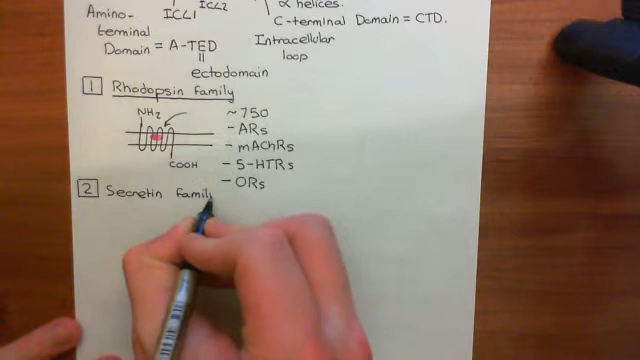 α helices.
ICL1 ICL2
C-terminal Domain = CTD.
Amino-
terminal
Domain = A-TED
Intracellular
loop
ectodomain
1 Rhodopsin family
NH2
~750
- ARs
- mAChRs
- 5-HTRs
- ORs
COOH
2 Secretin family